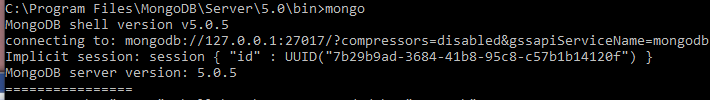 C:\Program Files\MongoDB\Server\5.0\bin>mongo
MongoDB shell version v5.0.5
connecting to: mongodb://127.0.0.1:27017/?compressors=disabled&gssapiServiceName=mongodb
Implicit session: session { "id" : UUID("7b29b9ad-3684-41b8-95c8-c57b1b14120f") }
MongoDB server version: 5.0.5
================